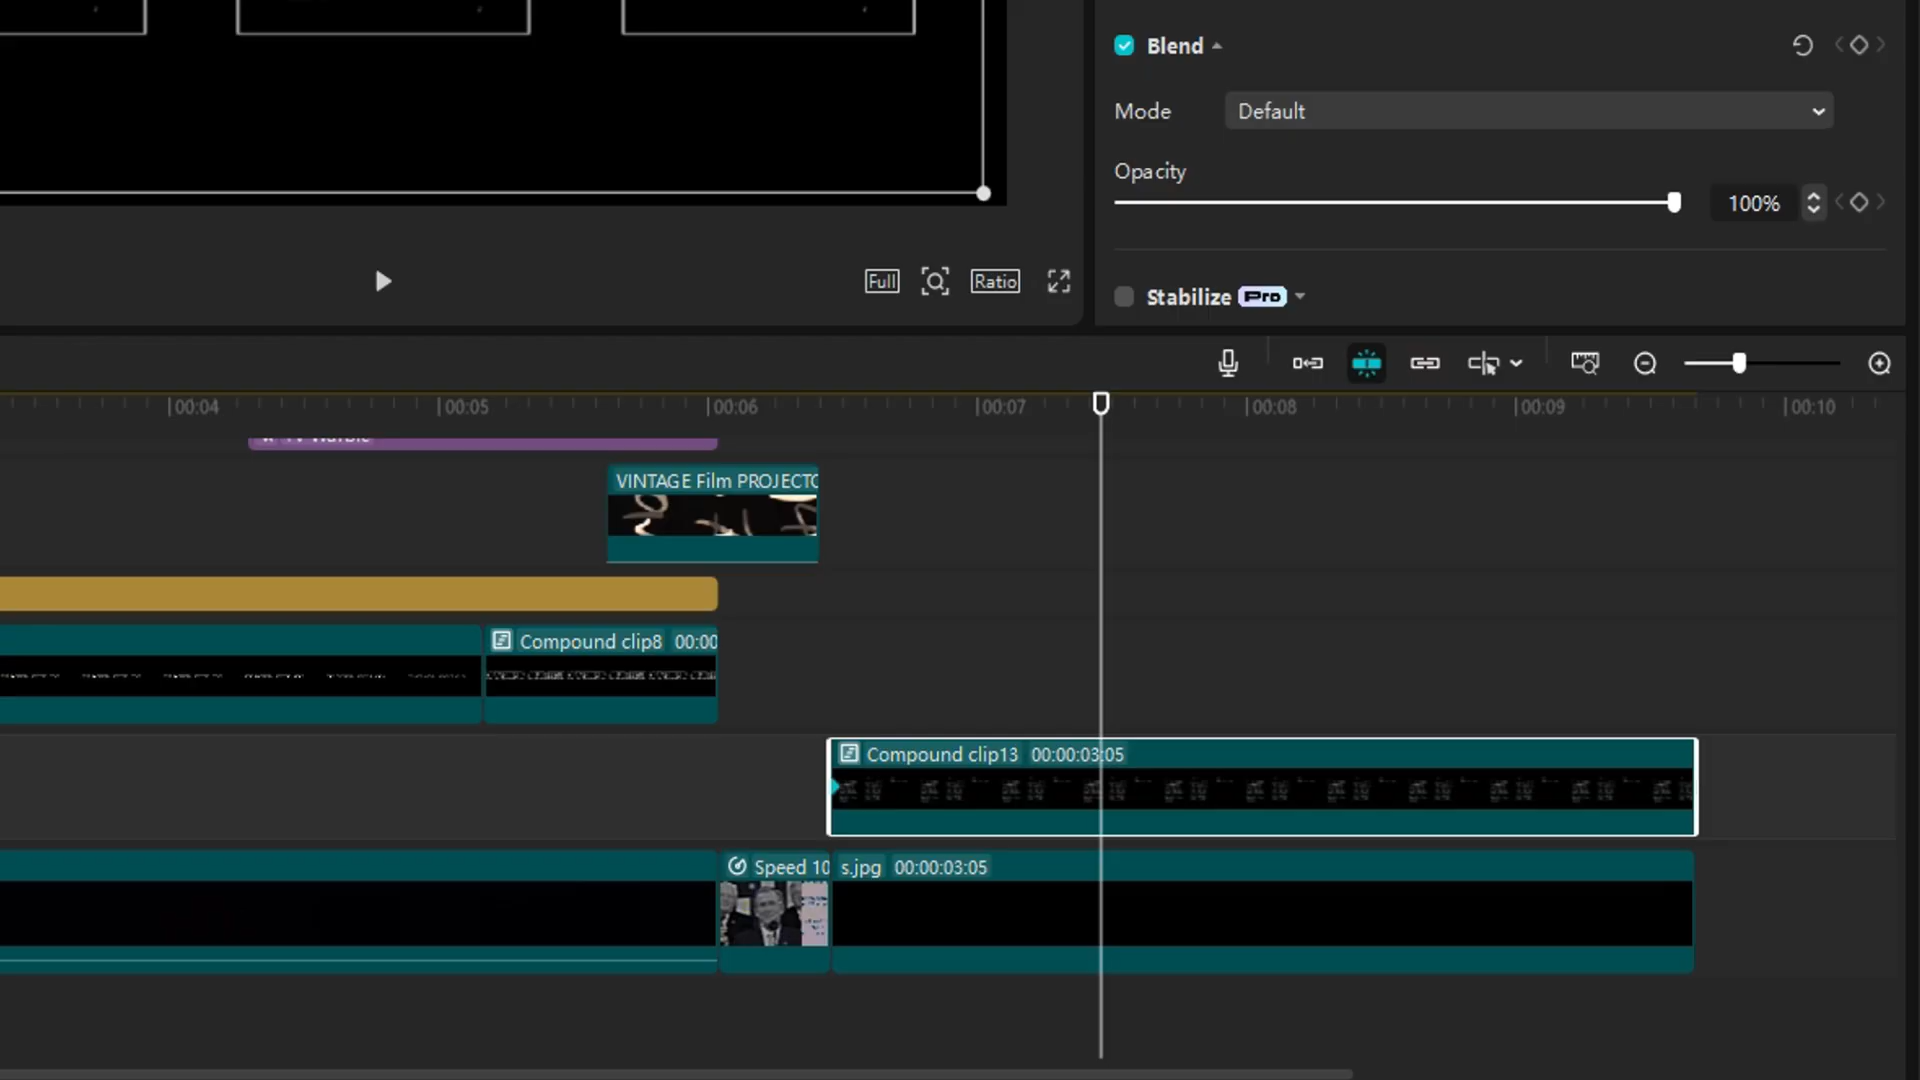 Blend
Mode
Default
Opacity
100%
Full
Ratio
Stabilize Pro
00:04
00:05
00:06
00:07
00:08
00:09
00:10
VINTAGE Film PROJECTO
Compound clip8 00:00
Compound clip13 00:00:03:05
Speed 10
s.jpg 00:00:03:05